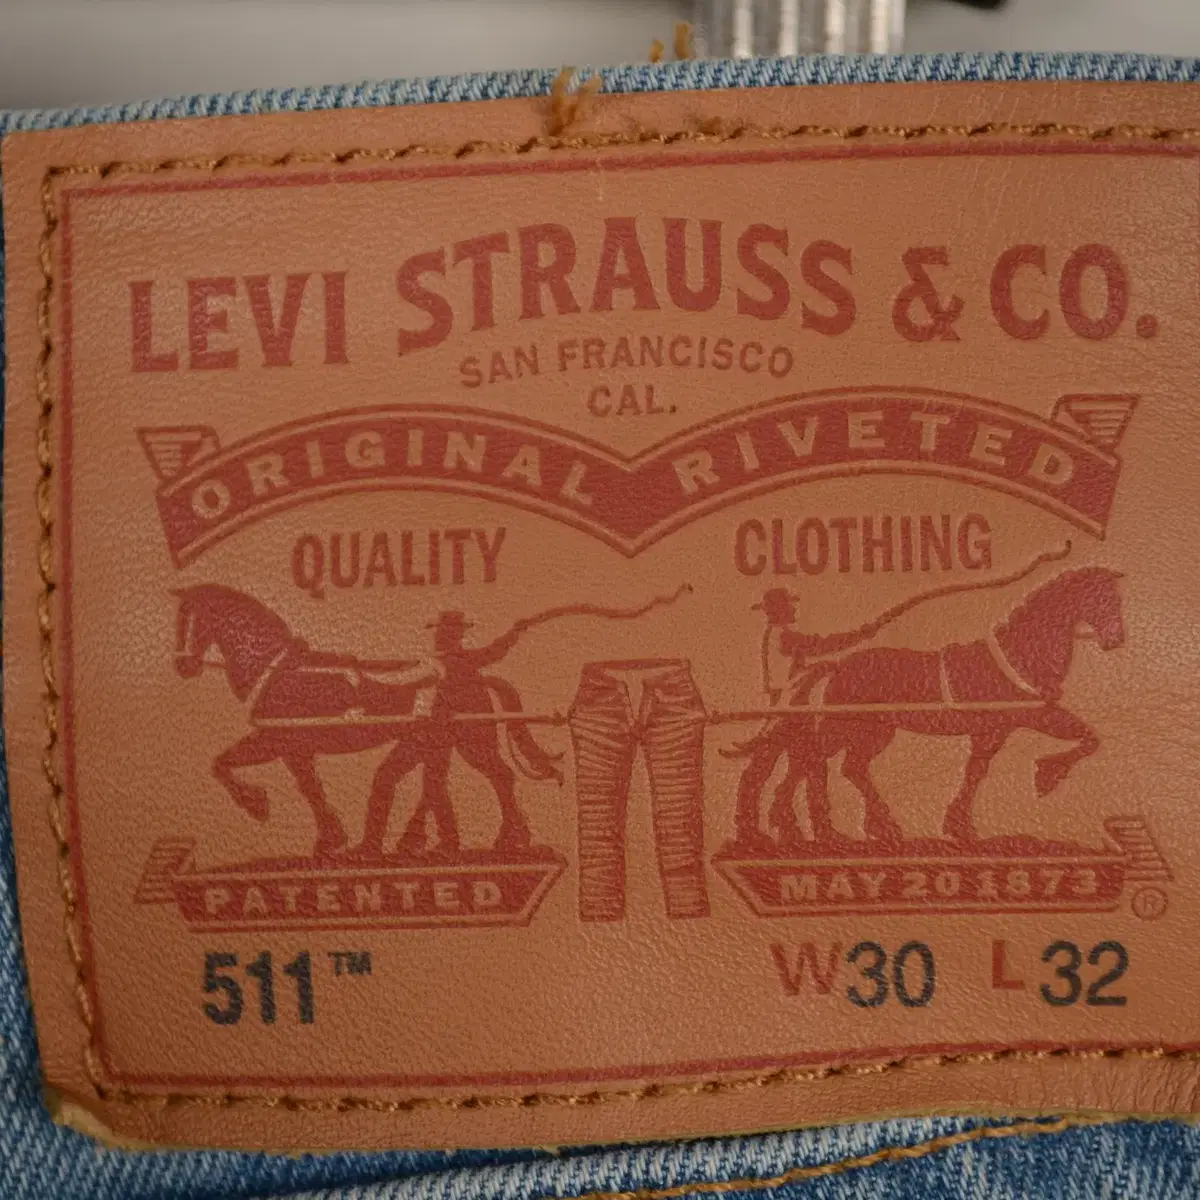 LEVI STRAUSS & CO.
SAN FRANCISCO
CAL.
ORIGINAL RIVETED
QUALITY CLOTHING
PATENTED MAY 20 1873 ®
511™ W30 L32